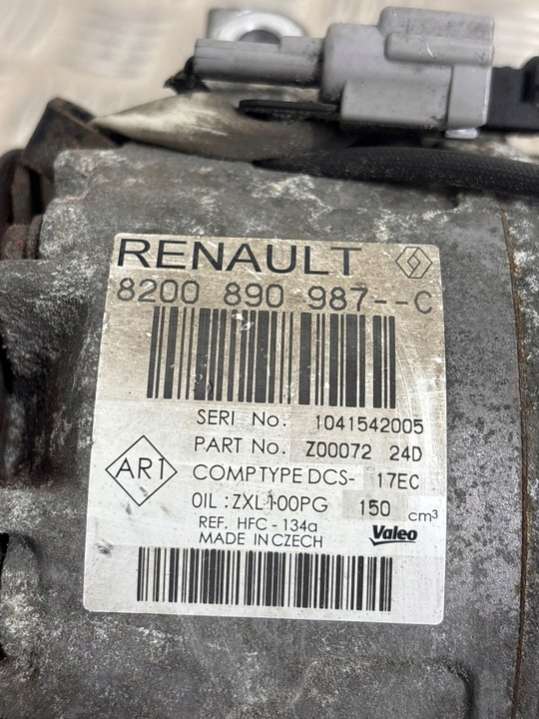 RENAULT
8200 890 987--C
SERI No. 1041542005
PART No. Z00072 24D
AR1 COMP TYPE DCS- 17EC
OIL : ZXL100PG 150 cm³
REF. HFC - 134a
MADE IN CZECH
Valeo